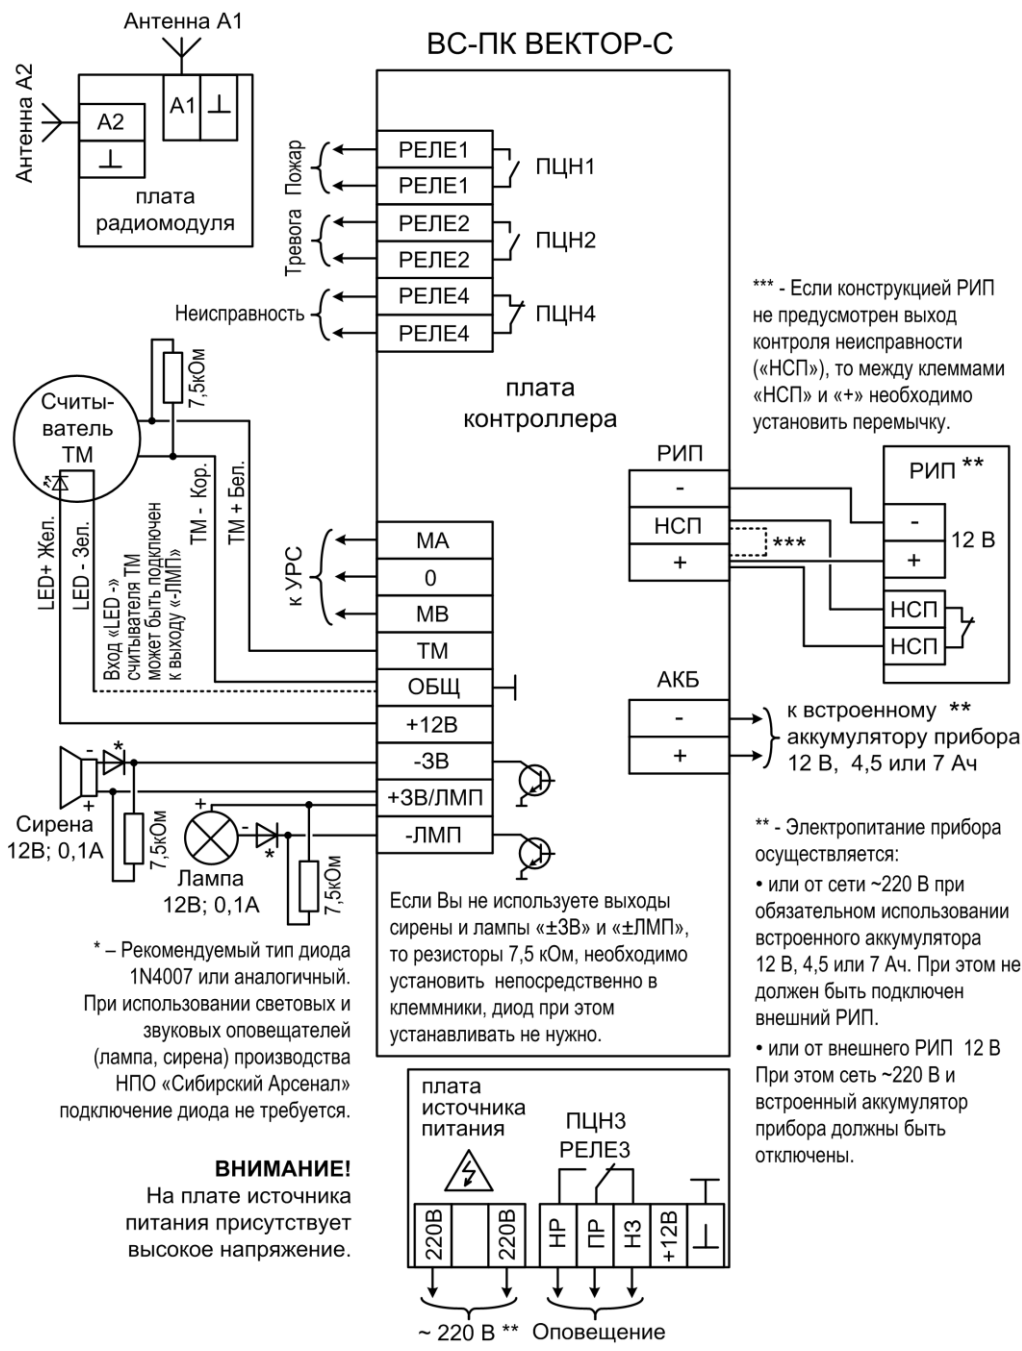 Антенна А1
ВС-ПК ВЕКТОР-С
Антенна А2
А1
А2
плата
радиомодуля
Пожар
РЕЛЕ1
РЕЛЕ1
ПЦН1
Тревога
РЕЛЕ2
РЕЛЕ2
ПЦН2
Неисправность
РЕЛЕ4
РЕЛЕ4
ПЦН4
плата
контроллера
*** - Если конструкцией РИП
не предусмотрен выход
контроля неисправности
(«НСП»), то между клеммами
«НСП» и «+» необходимо
установить перемычку.
7,5кОм
Считы-
ватель
ТМ
LED+ Жел.
LED - Зел.
Вход «LED -»
считывателя ТМ
может быть подключен
к выходу «-ЛМП»
ТМ - Кор.
ТМ + Бел.
РИП
-
НСП
+
***
РИП **
-
+
12 В
НСП
НСП
к УРС
МА
0
МВ
ТМ
ОБЩ
+12В
-ЗВ
+ЗВ/ЛМП
-ЛМП
АКБ
-
+
к встроенному **
аккумулятору прибора
12 В, 4,5 или 7 Ач
- *
+
Сирена
12В; 0,1А
7,5кОм
+
-
*
Лампа
12В; 0,1А
7,5кОм
Если Вы не используете выходы
сирены и лампы «±ЗВ» и «±ЛМП»,
то резисторы 7,5 кОм, необходимо
установить непосредственно в
клеммники, диод при этом
устанавливать не нужно.
** - Электропитание прибора
осуществляется:
• или от сети ~220 В при
обязательном использовании
встроенного аккумулятора
12 В, 4,5 или 7 Ач. При этом не
должен быть подключен
внешний РИП.
• или от внешнего РИП 12 В
При этом сеть ~220 В и
встроенный аккумулятор
прибора должны быть
отключены.
* – Рекомендуемый тип диода
1N4007 или аналогичный.
При использовании световых и
звуковых оповещателей
(лампа, сирена) производства
НПО «Сибирский Арсенал»
подключение диода не требуется.
ВНИМАНИЕ!
На плате источника
питания присутствует
высокое напряжение.
плата
источника
питания
ПЦН3
РЕЛЕ3
220В
220В
НР
ПР
НЗ
+12В
~ 220 В **
Оповещение